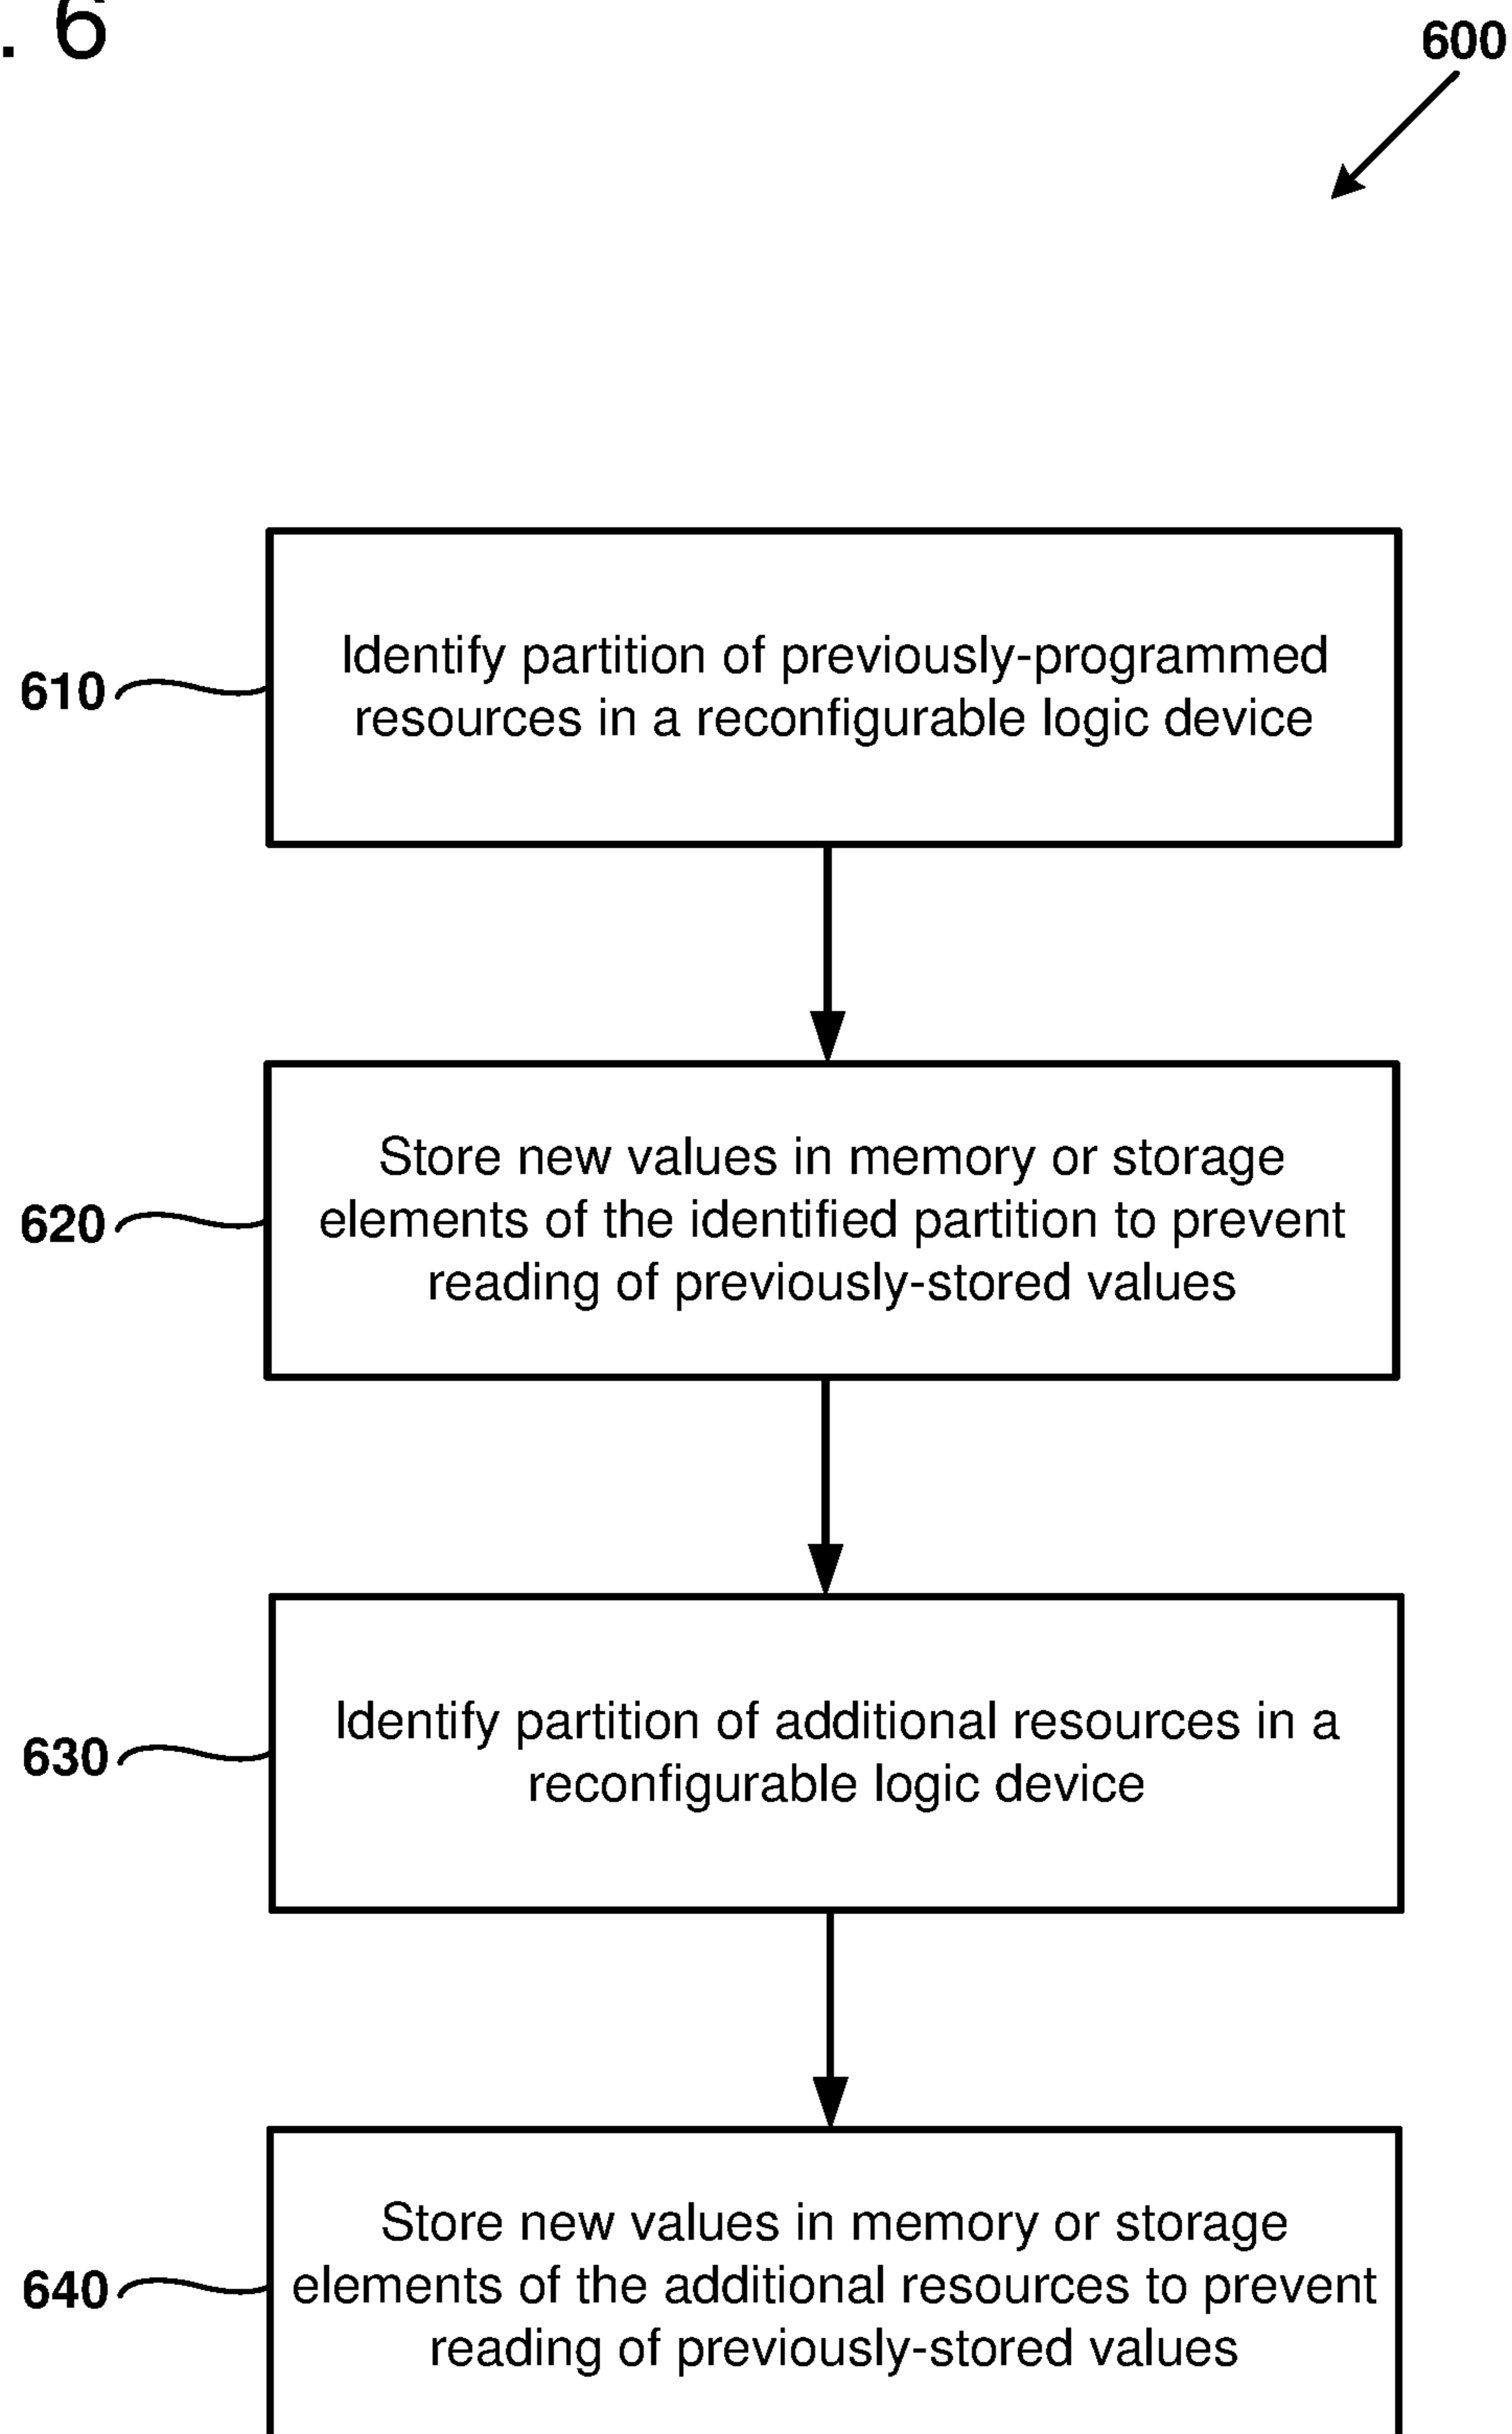 . 6
600
610
Identify partition of previously-programmed
resources in a reconfigurable logic device
620
Store new values in memory or storage
elements of the identified partition to prevent
reading of previously-stored values
630
Identify partition of additional resources in a
reconfigurable logic device
640
Store new values in memory or storage
elements of the additional resources to prevent
reading of previously-stored values